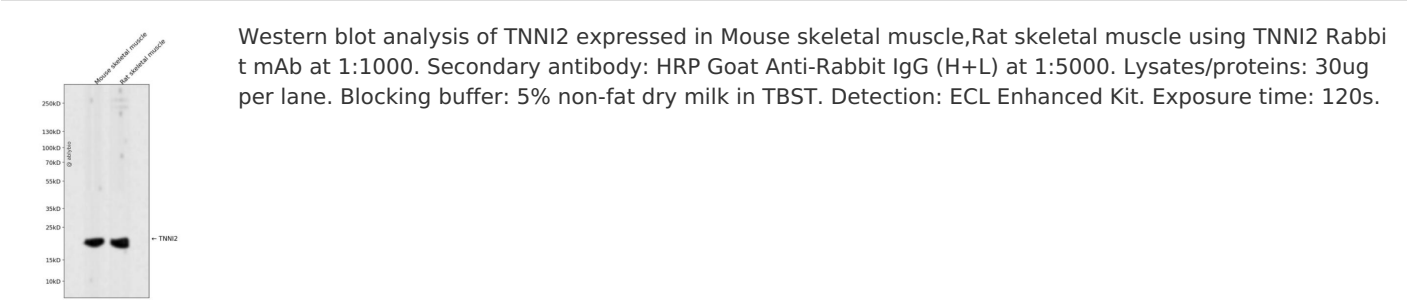 Mouse skeletal muscle
Rat skeletal muscle
250kD
130kD
100kD
70kD
55kD
35kD
25kD
15kD
10kD
@ abybio
← TNNI2
Western blot analysis of TNNI2 expressed in Mouse skeletal muscle,Rat skeletal muscle using TNNI2 Rabbi
t mAb at 1:1000. Secondary antibody: HRP Goat Anti-Rabbit IgG (H+L) at 1:5000. Lysates/proteins: 30ug
per lane. Blocking buffer: 5% non-fat dry milk in TBST. Detection: ECL Enhanced Kit. Exposure time: 120s.